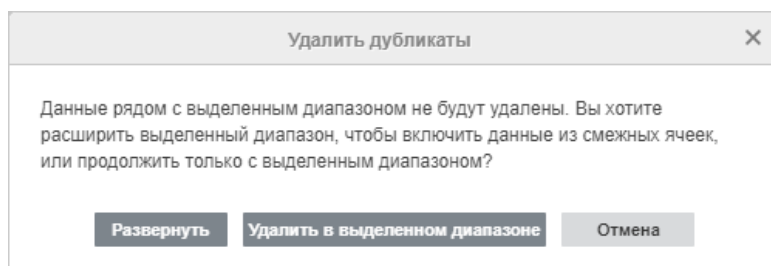 Удалить дубликаты
Данные рядом с выделенным диапазоном не будут удалены. Вы хотите
расширить выделенный диапазон, чтобы включить данные из смежных ячеек,
или продолжить только с выделенным диапазоном?
Развернуть Удалить в выделенном диапазоне Отмена